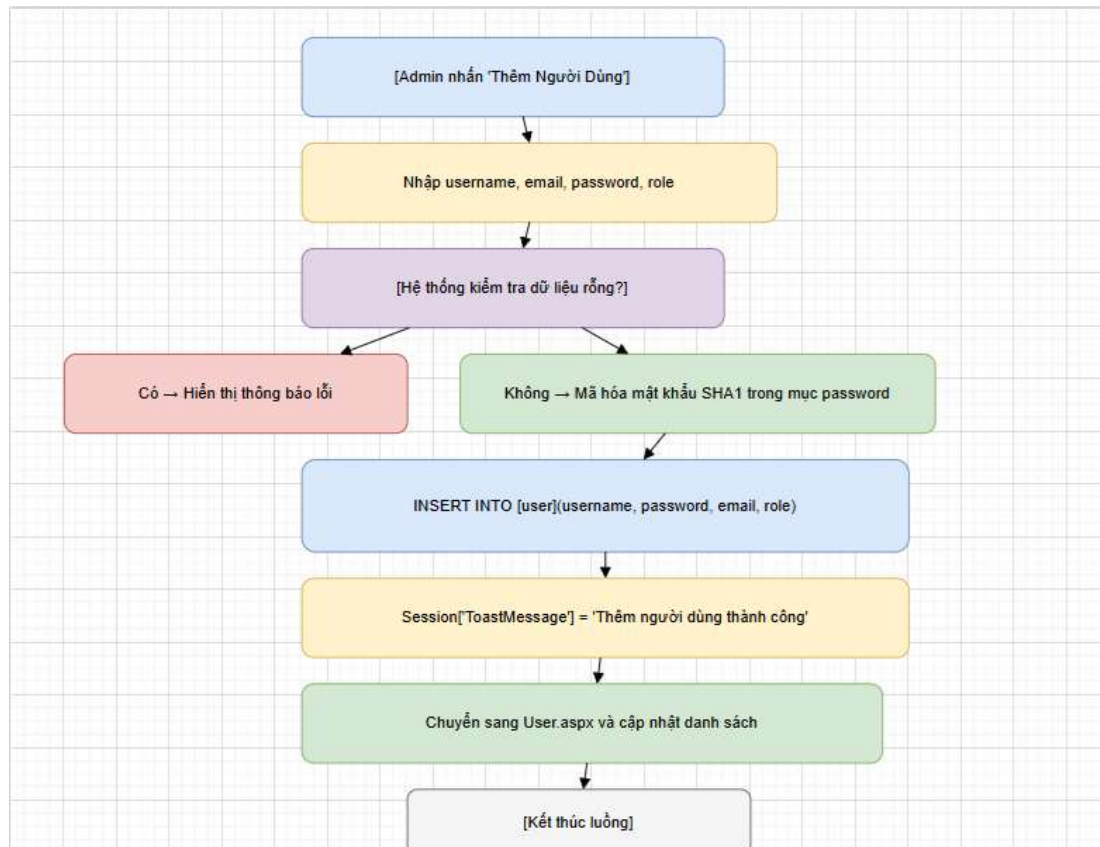 [Admin nhấn 'Thêm Người Dùng']
Nhập username, email, password, role
[Hệ thống kiểm tra dữ liệu rỗng?]
Có → Hiển thị thông báo lỗi
Không → Mã hóa mật khẩu SHA1 trong mục password
INSERT INTO [user](username, password, email, role)
Session['ToastMessage'] = 'Thêm người dùng thành công'
Chuyển sang User.aspx và cập nhật danh sách
[Kết thúc luồng]